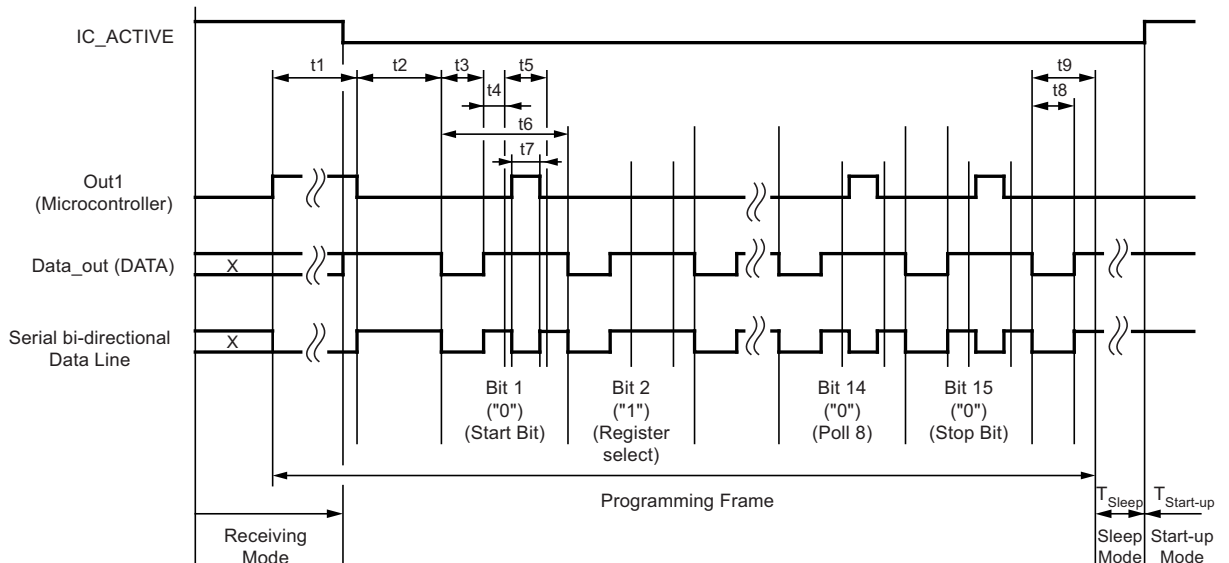 IC_ACTIVE
t1
t2
t3
t5
t9
t4
t8
t6
t7
Out1
(Microcontroller)
Data_out (DATA)
X
Serial bi-directional
Data Line
X
Bit 1
("0")
(Start Bit)
Bit 2
("1")
(Register
select)
Bit 14
("0")
(Poll 8)
Bit 15
("0")
(Stop Bit)
Programming Frame
TSleep
TStart-up
Receiving
Mode
Sleep
Mode
Start-up
Mode